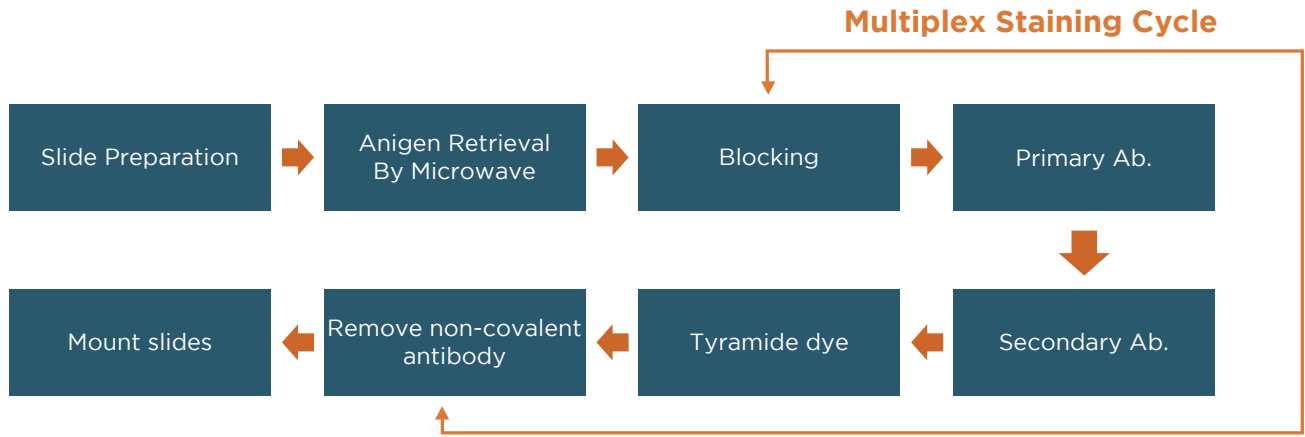 Multiplex Staining Cycle
Slide Preparation
Anigen Retrieval
By Microwave
Blocking
Primary Ab.
Mount slides
Remove non-covalent
antibody
Tyramide dye
Secondary Ab.